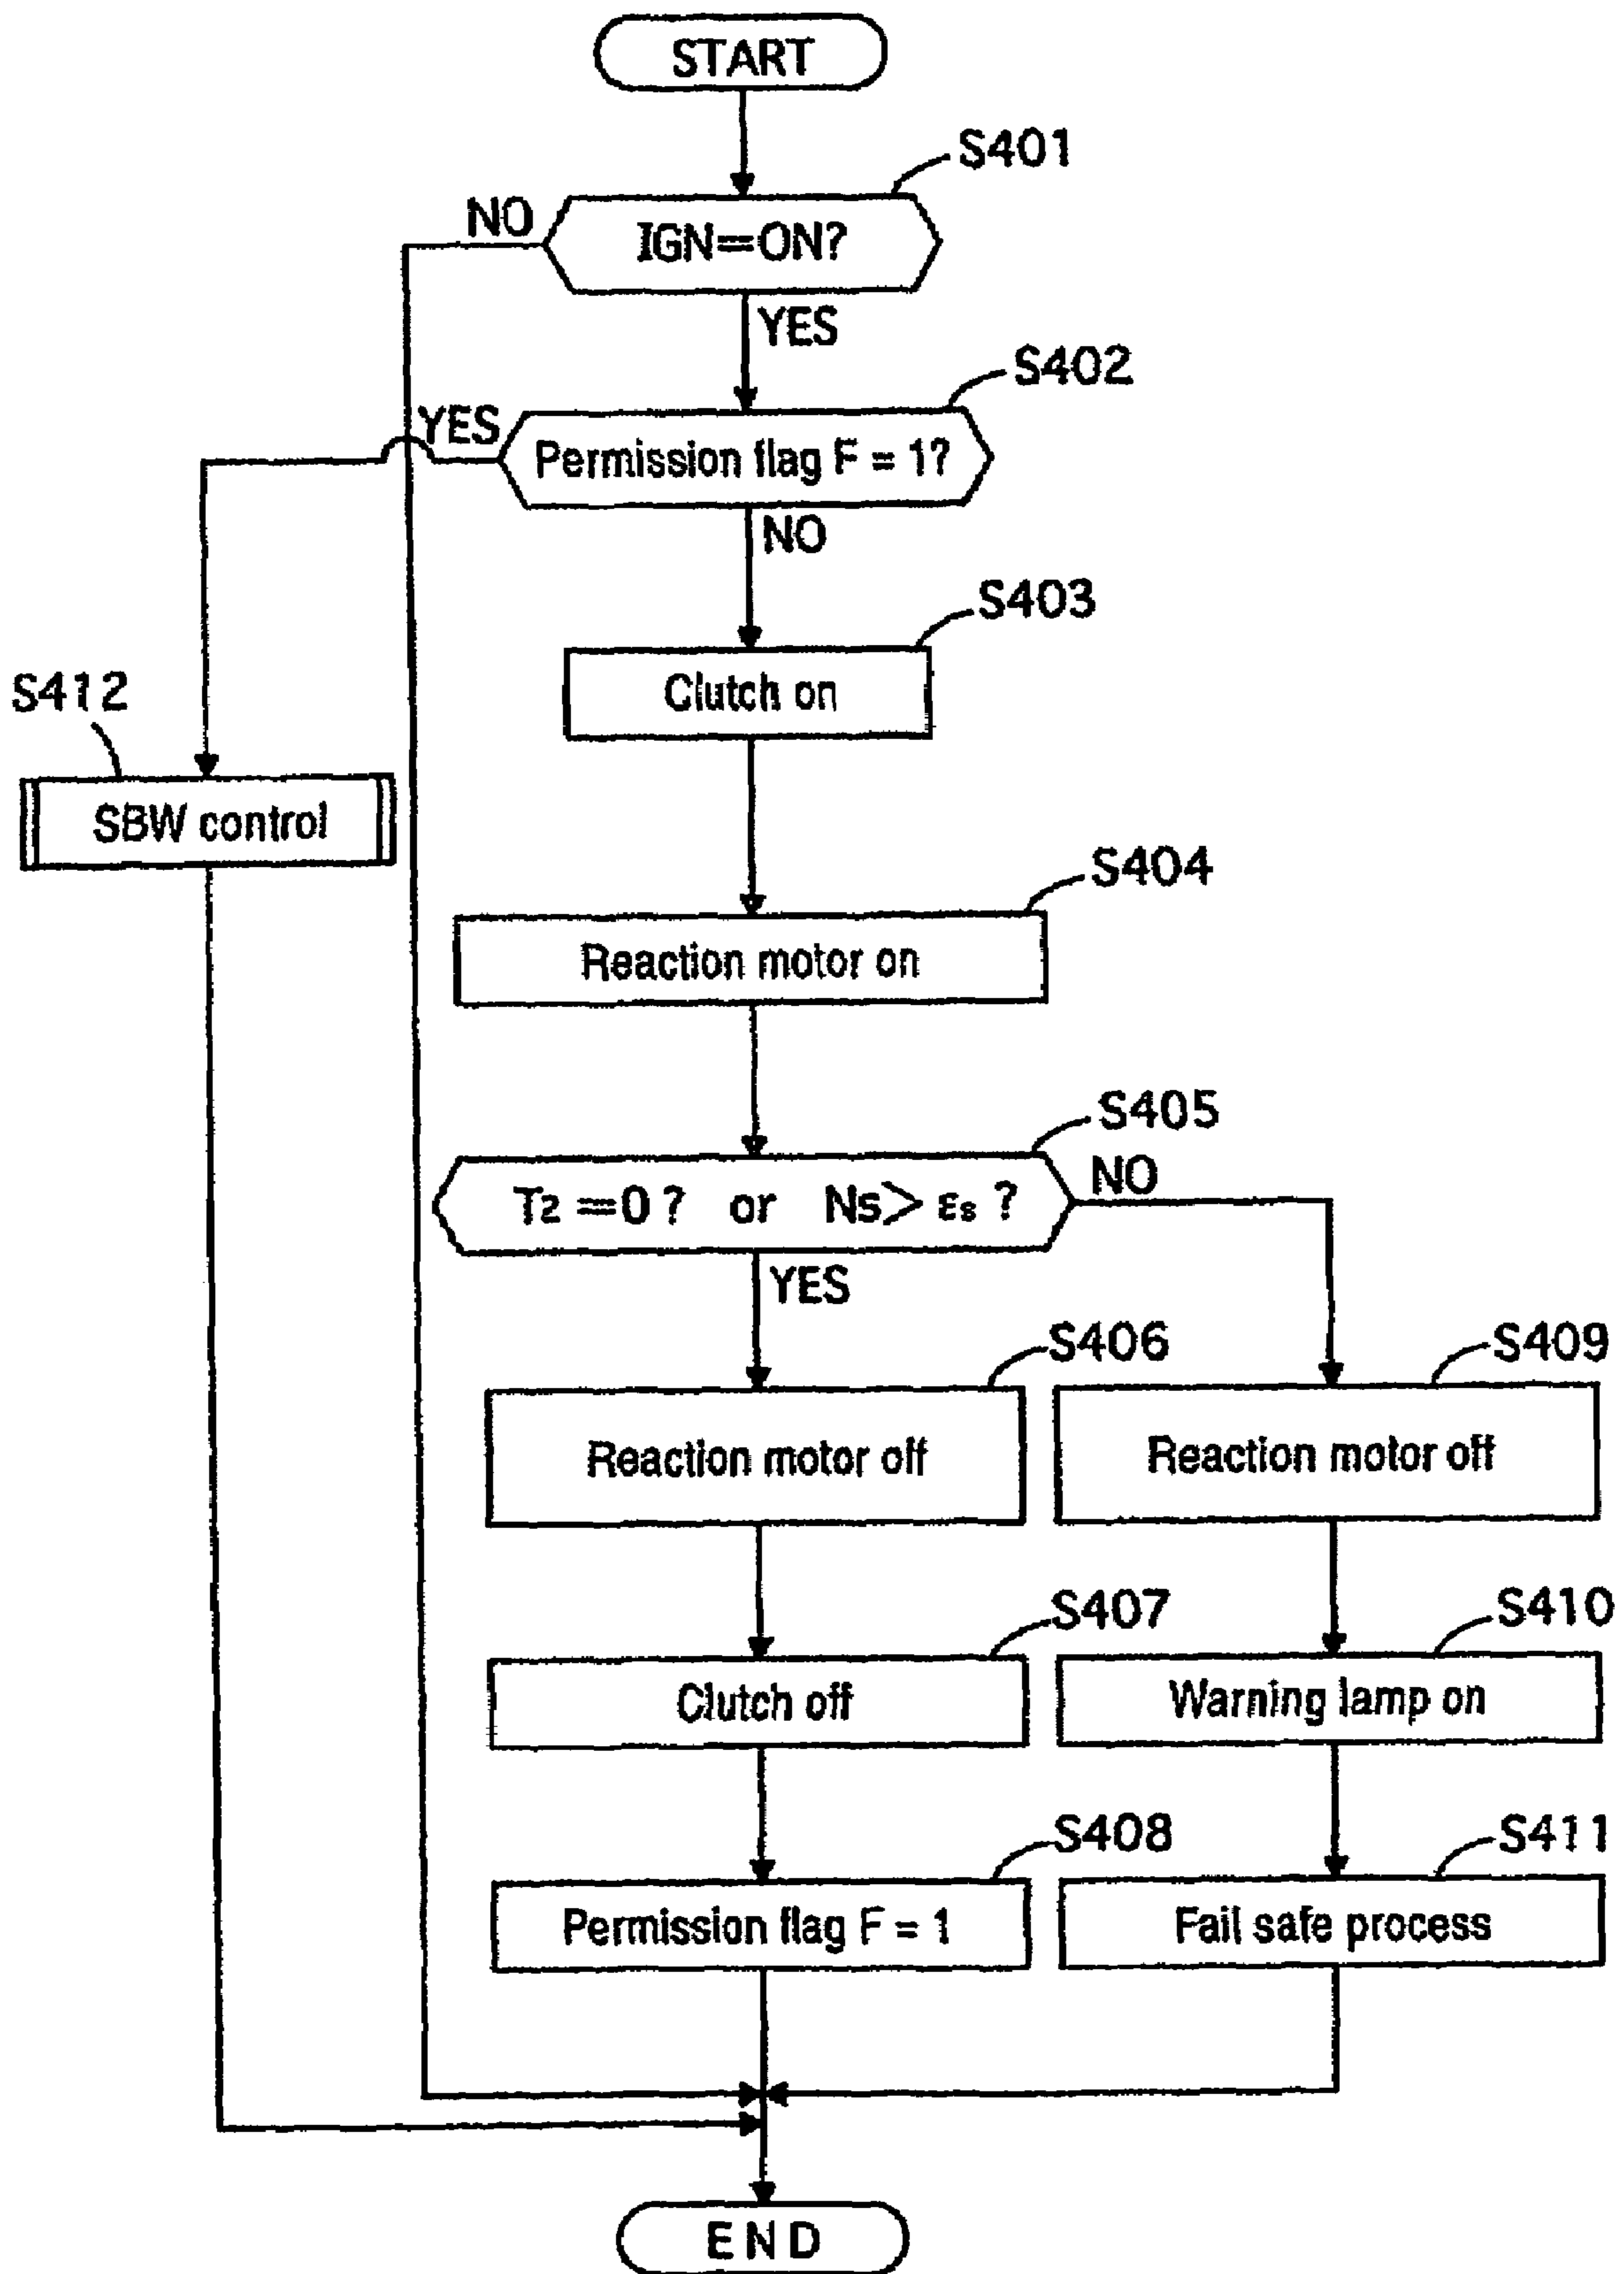 START
S401
NO
IGN=ON?
YES
S402
YES
Permission flag F = 1?
NO
S403
Clutch on
S412
SBW control
S404
Reaction motor on
S405
T2=0? or Ns> εs ?
NO
YES
S406
S409
Reaction motor off
Reaction motor off
S407
S410
Clutch off
Warning lamp on
S408
S411
Permission flag F = 1
Fail safe process
END